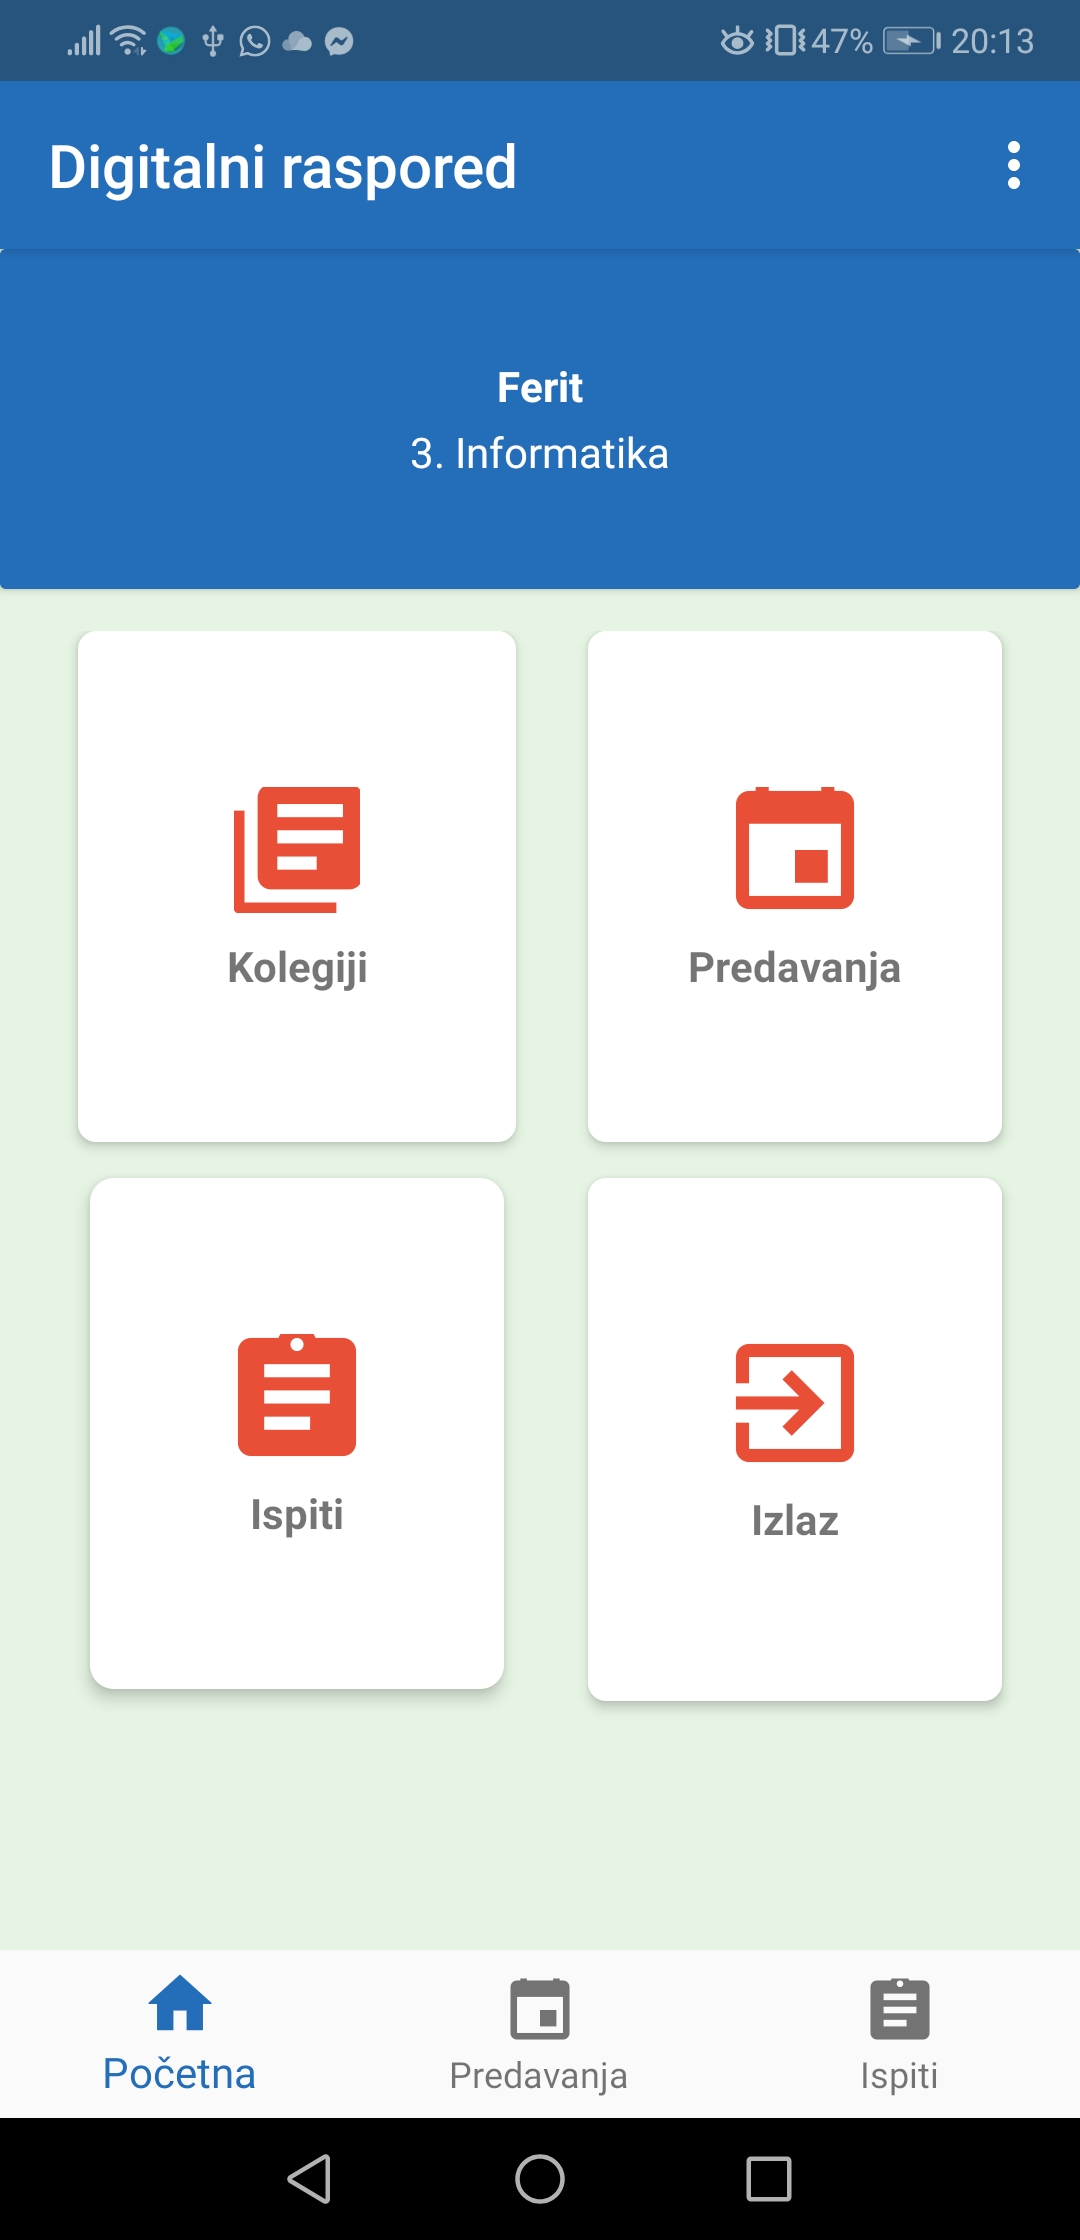 47% 20:13
Digitalni raspored
Ferit
3. Informatika
Kolegiji
Predavanja
Ispiti
Izlaz
Početna
Predavanja
Ispiti